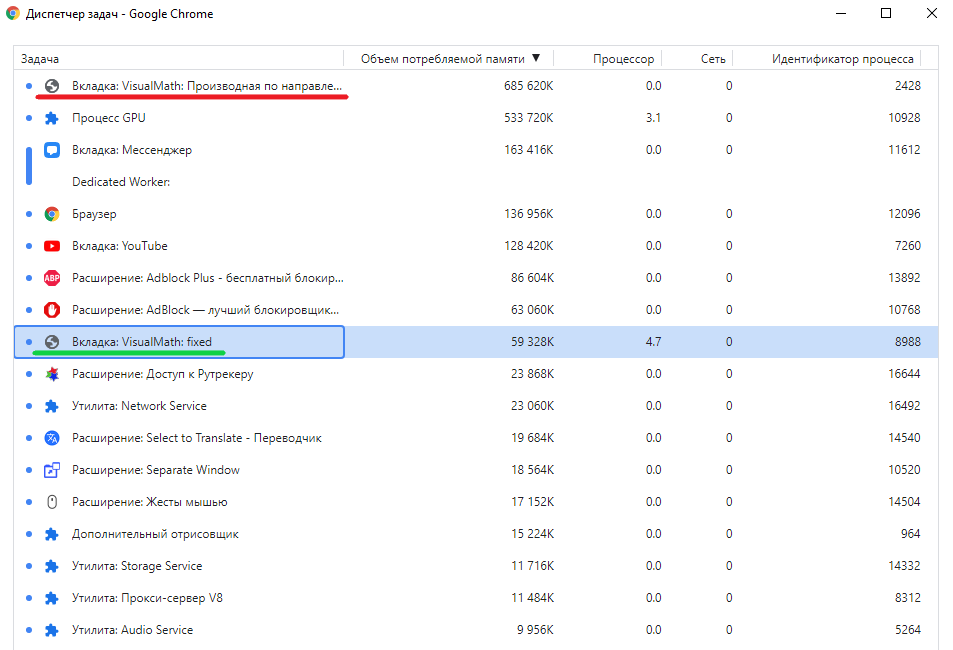 Диспетчер задач - Google Chrome
Задача Объем потребляемой памяти ▼ Процессор Сеть Идентификатор процесса
Вкладка: VisualMath: Производная по направле... 685 620K 0.0 0 2428
Процесс GPU 533 720K 3.1 0 10928
Вкладка: Мессенджер 163 416K 0.0 0 11612
Dedicated Worker:
Браузер 136 956K 0.0 0 12096
Вкладка: YouTube 128 420K 0.0 0 7260
ABP Расширение: Adblock Plus - бесплатный блокир... 86 604K 0.0 0 13892
Расширение: AdBlock — лучший блокировщик... 63 060K 0.0 0 10768
Вкладка: VisualMath: fixed 59 328K 4.7 0 8988
Расширение: Доступ к Рутрекеру 23 868K 0.0 0 16644
Утилита: Network Service 23 060K 0.0 0 16492
Расширение: Select to Translate - Переводчик 19 684K 0.0 0 14540
Расширение: Separate Window 18 564K 0.0 0 10520
Расширение: Жесты мышью 17 152K 0.0 0 14504
Дополнительный отрисовщик 15 224K 0.0 0 964
Утилита: Storage Service 11 716K 0.0 0 14332
Утилита: Прокси-сервер V8 11 484K 0.0 0 8312
Утилита: Audio Service 9 956K 0.0 0 5264